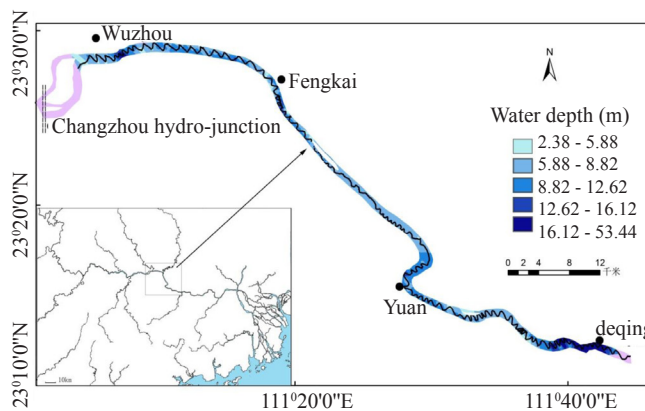 23°30'0"N
23°20'0"N
23°10'0"N
Wuzhou
Fengkai
Changzhou hydro-junction
N
Water depth (m)
2.38 - 5.88
5.88 - 8.82
8.82 - 12.62
12.62 - 16.12
16.12 - 53.44
0 2 4 8 12
千米
Yuan
deqing
10km
111°20'0"E
111°40'0"E